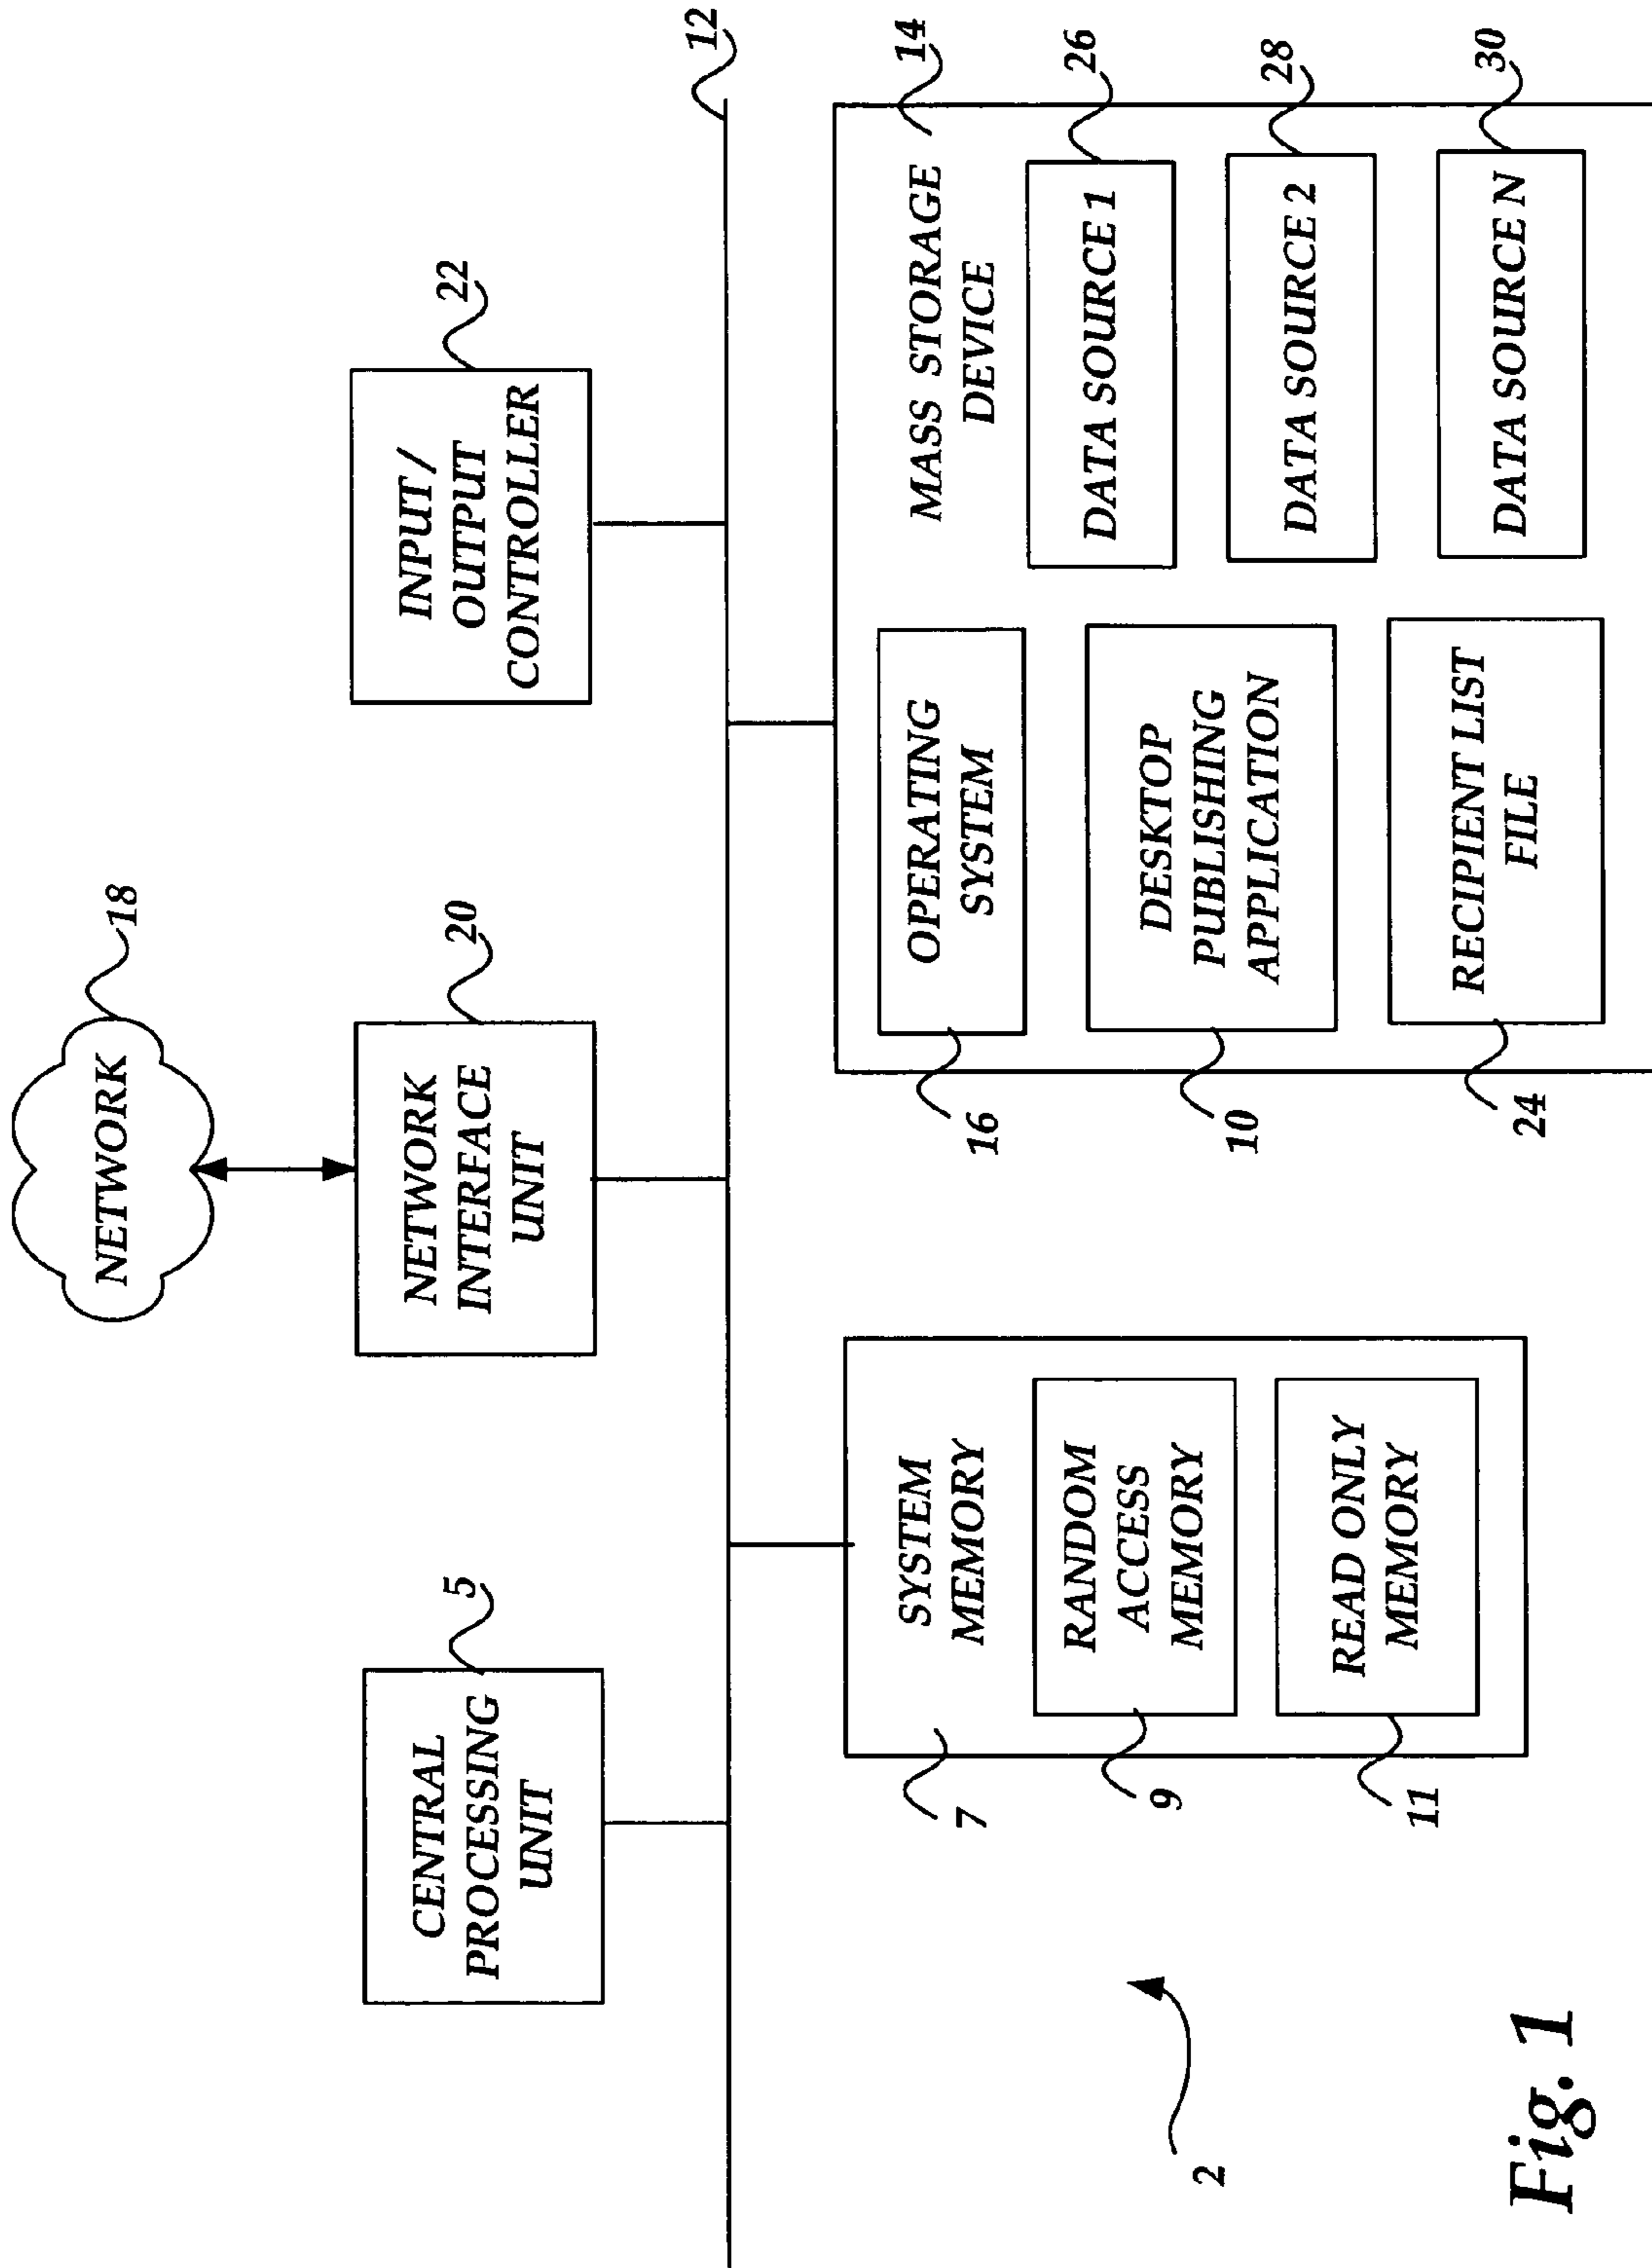 NETWORK
18
CENTRAL
PROCESSING
UNIT
5
NETWORK
INTERFACE
UNIT
20
INPUT /
OUTPUT
CONTROLLER
22
12
SYSTEM
MEMORY
7
RANDOM
ACCESS
MEMORY
9
READ ONLY
MEMORY
11
MASS STORAGE
DEVICE
14
OPERATING
SYSTEM
16
DESKTOP
PUBLISHING
APPLICATION
10
RECIPIENT LIST
FILE
24
DATA SOURCE 1
26
DATA SOURCE 2
28
DATA SOURCE N
30
2
Fig. 1